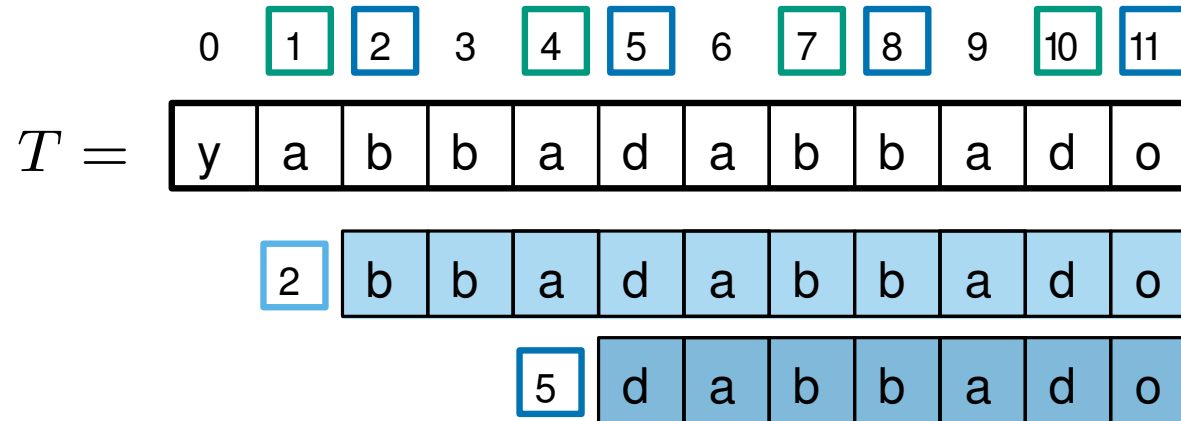 0 1 2 3 4 5 6 7 8 9 10 11
T = y a b b a d a b b a d o
2 b b a d a b b a d o
5 d a b b a d o